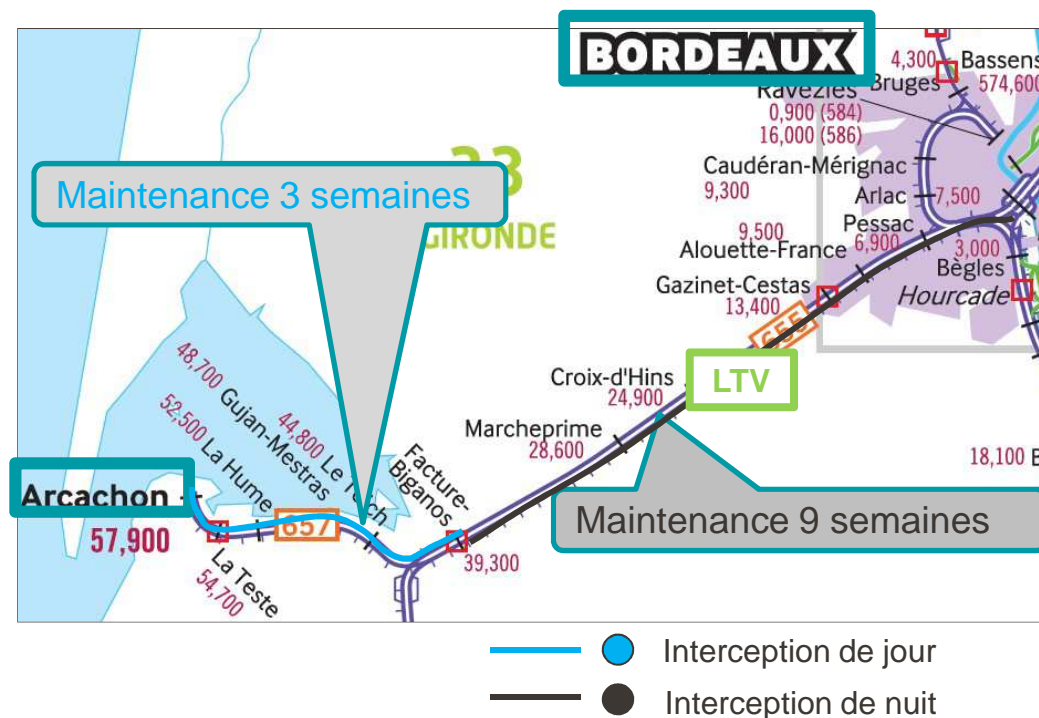 BORDEAUX
4,300
Bassens
574,600
Bruges
Ravezies
0,900 (584)
16,000 (586)
Caudéran-Mérignac
9,300
Arlac
7,500
Pessac
6,900
9,500
Alouette-France
3,000
Bègles
Hourcade
Gazinet-Cestas
13,400
33
GIRONDE
Maintenance 3 semaines
655
LTV
Croix-d'Hins
24,900
Marcheprime
28,600
48,700 Gujan-Mestras
52,500 La Hume
44,800 Le Teich
Facture-
Biganos
39,300
18,100 B
Maintenance 9 semaines
Arcachon
57,900
657
La Teste
54,700
Interception de jour
Interception de nuit